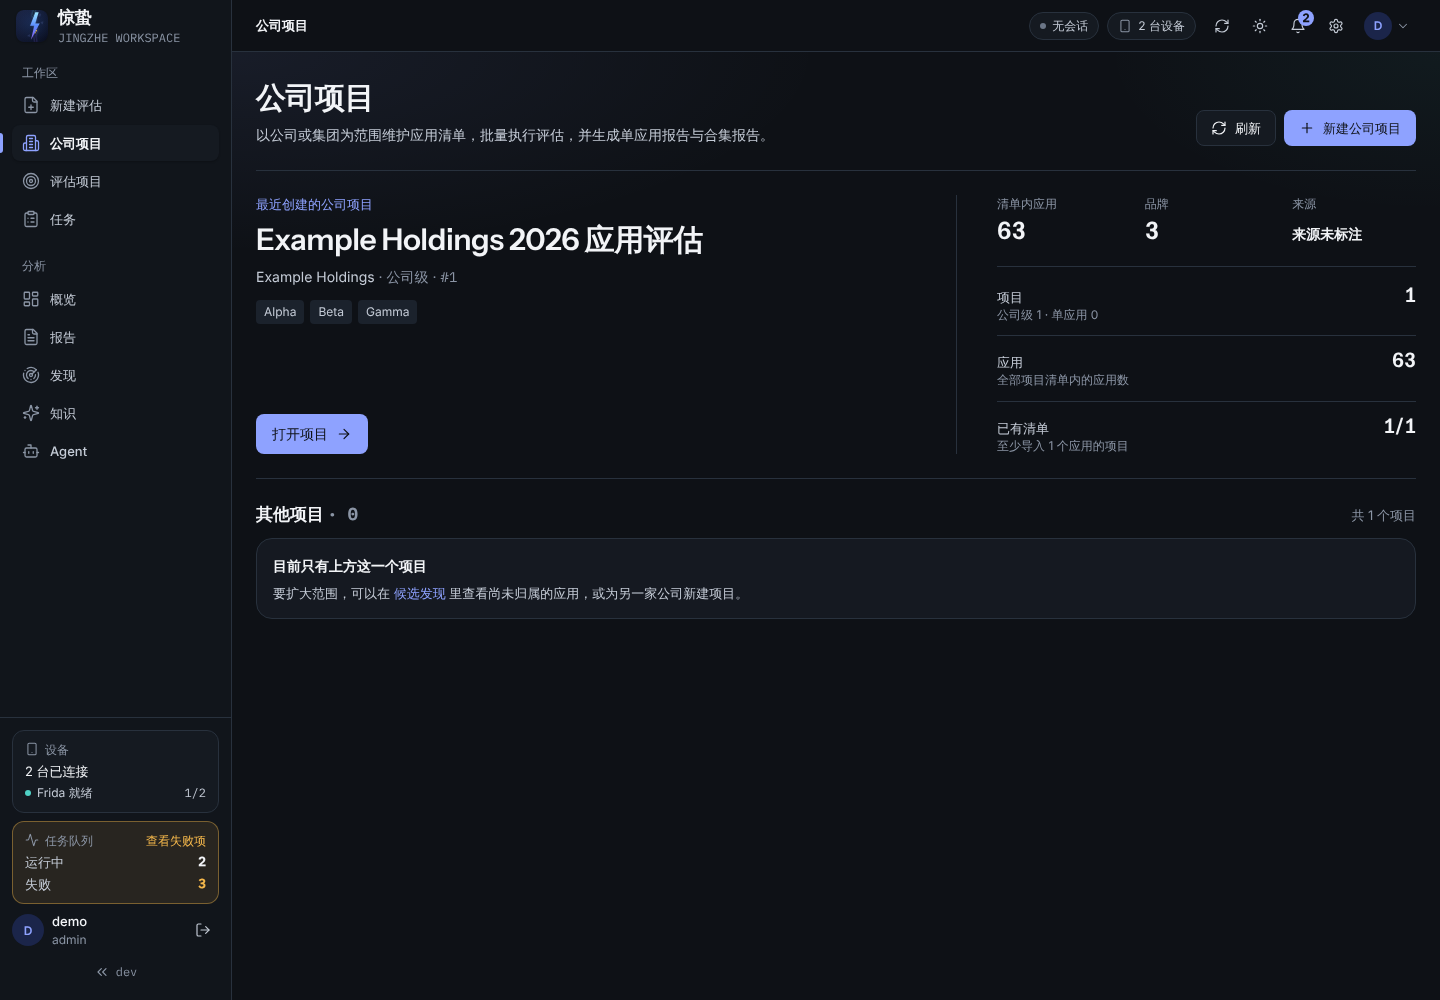 惊蛰
JINGZHE WORKSPACE
工作区
新建评估
公司项目
评估项目
任务
分析
概览
报告
发现
知识
Agent
设备
2 台已连接
Frida 就绪 1/2
任务队列 查看失败项
运行中 2
失败 3
D demo
admin
dev
公司项目
无会话
2 台设备
2
D
公司项目
以公司或集团为范围维护应用清单，批量执行评估，并生成单应用报告与合集报告。
刷新
新建公司项目
最近创建的公司项目
Example Holdings 2026 应用评估
Example Holdings · 公司级 · #1
Alpha Beta Gamma
打开项目
清单内应用 品牌 来源
63 3 来源未标注
项目 1
公司级 1 · 单应用 0
应用 63
全部项目清单内的应用数
已有清单 1/1
至少导入 1 个应用的项目
其他项目 · 0
共 1 个项目
目前只有上方这一个项目
要扩大范围，可以在 候选发现 里查看尚未归属的应用，或为另一家公司新建项目。